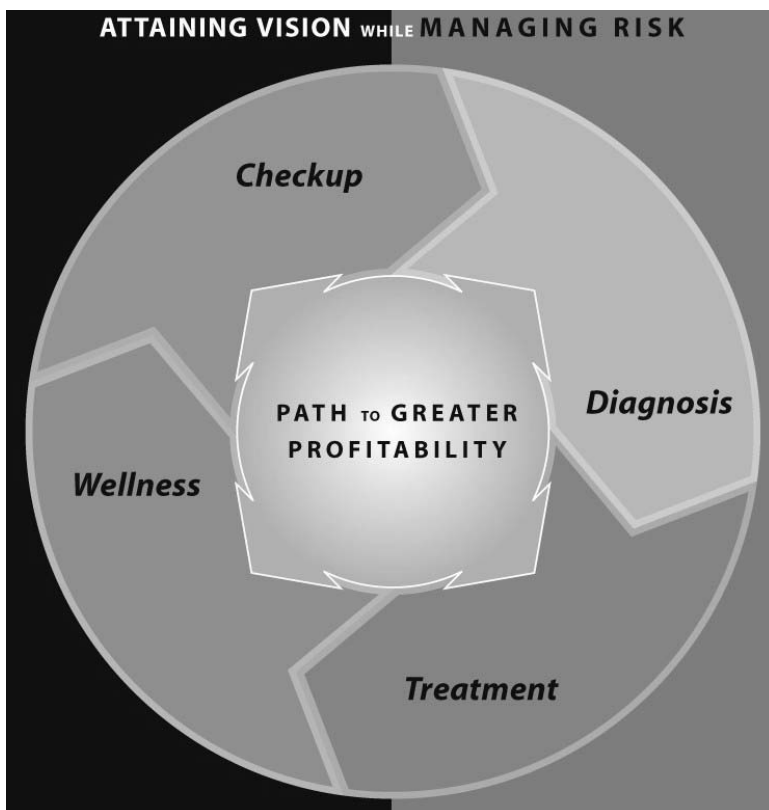 ATTAINING VISION WHILE MANAGING RISK
Checkup
Diagnosis
PATH TO GREATER
PROFITABILITY
Wellness
Treatment